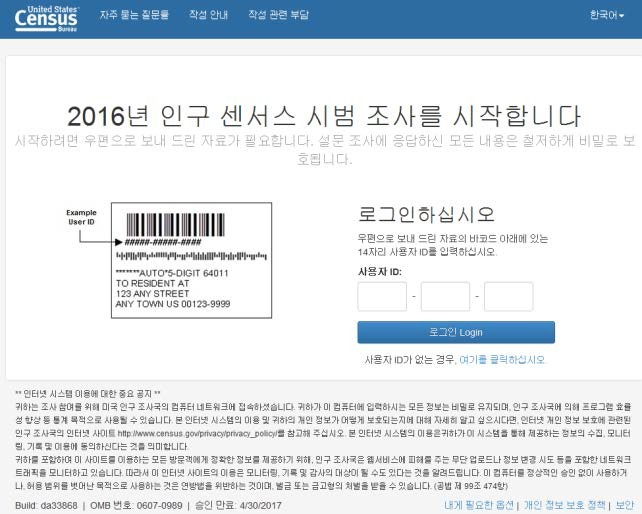 United States®
Census
Bureau
자주 묻는 질문들
작성 안내
작성 관련 부담
한국어
2016년 인구 센서스 시범 조사를 시작합니다
시작하려면 우편으로 보내 드린 자료가 필요합니다. 설문 조사에 응답하신 모든 내용은 철저하게 비밀로 보
호됩니다.
Example
User ID
#####-#####-####
*******AUTO*5-DIGIT 64011
TO RESIDENT AT
123 ANY STREET
ANY TOWN US 00123-9999
로그인하십시오
우편으로 보내 드린 자료의 바코드 아래에 있는
14자리 사용자 ID를 입력하십시오.
사용자 ID:
- -
로그인 Login
사용자 ID가 없는 경우, 여기를 클릭하십시오.
** 인터넷 시스템 이용에 대한 중요 공지 **
귀하는 조사 참여를 위해 미국 인구 조사국의 컴퓨터 네트워크에 접속하셨습니다. 귀하가 이 컴퓨터에 입력하시는 모든 정보는 비밀로 유지되며, 인구 조사국에 의해 프로그램 효율
성 향상 등 통계 목적으로 사용될 수 있습니다. 본 인터넷 시스템의 이용 및 귀하의 개인 정보가 어떻게 보호되는지에 대해 자세히 알고 싶으시다면, 인터넷 개인 정보 보호에 관련된
인구 조사국의 인터넷 사이트 http://www.census.gov/privacy/privacy_policy/를 참고해 주십시오. 본 인터넷 시스템의 이용은귀하가 이 시스템을 통해 제공하는 정보의 수집, 모니터
링, 기록 및 이용에 동의하신다는 것을 의미합니다.
귀하를 포함하여 이 사이트를 이용하는 모든 방문객에게 정확한 정보를 제공하기 위해, 인구 조사국은 웹서비스에 피해를 주는 무단 업로드나 정보 변경 시도 등을 포함한 네트워크
트래픽을 모니터하고 있습니다. 따라서 이 인터넷 사이트의 이용은 모니터링, 기록 및 감사의 대상이 될 수도 있다는 것을 알려드립니다. 이 컴퓨터를 정상적인 승인 없이 사용하거
나, 허용 범위를 벗어난 목적으로 사용하는 것은 연방법을 위반하는 것이며, 벌금 또는 금고형의 처벌을 받을 수 있습니다. (공법 제 99조 474항)
Build: da33868 | OMB 번호: 0607-0989 | 승인 만료: 4/30/2017
내게 필요한 옵션 | 개인 정보 보호 정책 | 보안